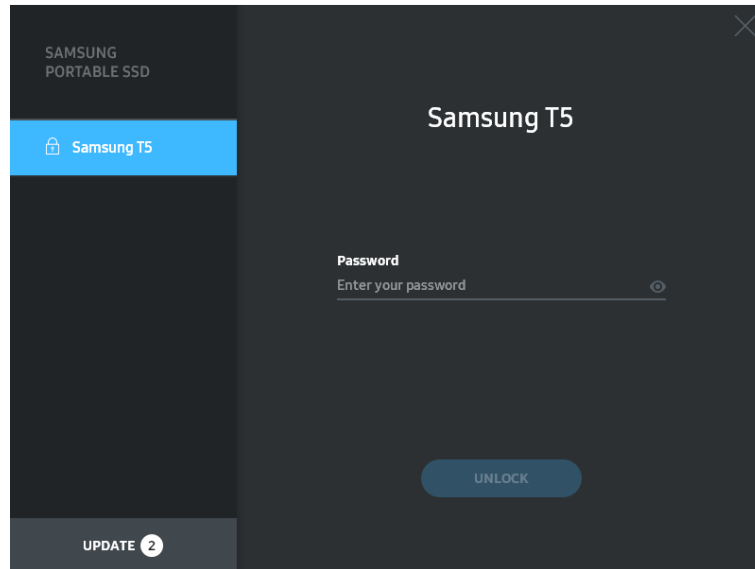 SAMSUNG
PORTABLE SSD
Samsung T5
Samsung T5
Password
Enter your password
UNLOCK
UPDATE 2